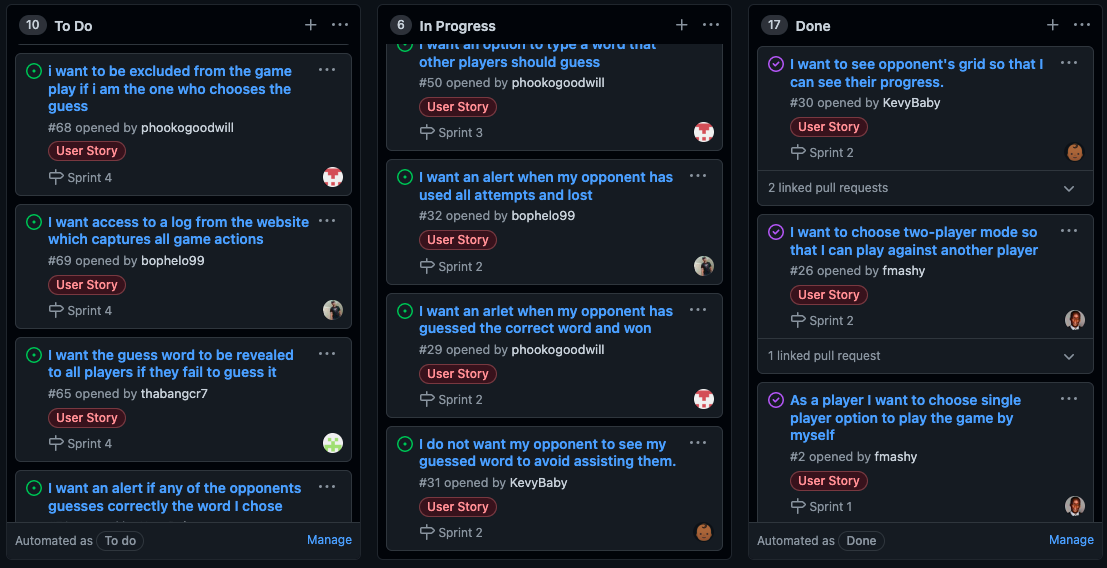 10 To Do
i want to be excluded from the game
play if i am the one who chooses the
guess
#68 opened by phookogoodwill
User Story
Sprint 4
I want access to a log from the website
which captures all game actions
#69 opened by bophelo99
User Story
Sprint 4
I want the guess word to be revealed
to all players if they fail to guess it
#65 opened by thabangcr7
User Story
Sprint 4
I want an alert if any of the opponents
guesses correctly the word I chose
Automated as To do Manage
6 In Progress
I want an option to type a word that
other players should guess
#50 opened by phookogoodwill
User Story
Sprint 3
I want an alert when my opponent has
used all attempts and lost
#32 opened by bophelo99
User Story
Sprint 2
I want an arlet when my opponent has
guessed the correct word and won
#29 opened by phookogoodwill
User Story
Sprint 2
I do not want my opponent to see my
guessed word to avoid assisting them.
#31 opened by KevyBaby
User Story
Sprint 2
17 Done
I want to see opponent's grid so that I
can see their progress.
#30 opened by KevyBaby
User Story
Sprint 2
2 linked pull requests
I want to choose two-player mode so
that I can play against another player
#26 opened by fmashy
User Story
Sprint 2
1 linked pull request
As a player I want to choose single
player option to play the game by
myself
#2 opened by fmashy
User Story
Sprint 1
Automated as Done Manage